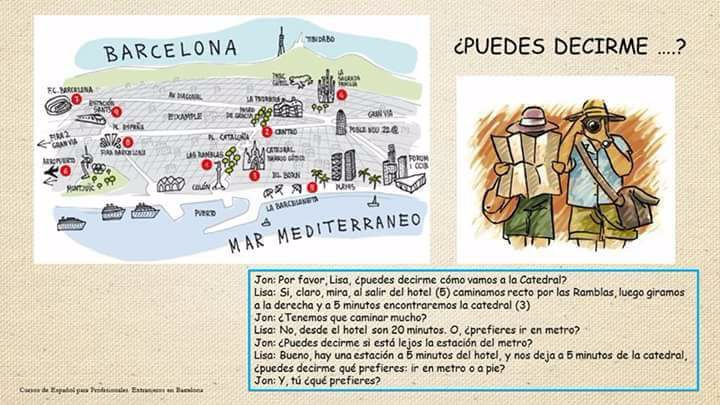 ¿PUEDES DECIRME ....?
BARCELONA
TIBIDABO
PARC GÜELL
LA SAGRADA FAMILIA
F.C. BARCELONA
AV. DIAGONAL
LA PEDRERA
ESTACIÓN SANTS
EIXAMPLE
PASEO DE GRACIA
GRAN VIA
PL. ESPAÑA
PL. CATALUÑA
CENTRO
POBLE NOU 22@
FIRA 2
GRAN VIA
FIRA BARCELONA
LAS RAMBLAS
CATEDRAL
BARRIO GÓTICO
AEROPUERTO
FORUM
CCIB
MONTJUIC
COLÓN
EL BORN
PLAYAS
LA BARCELONETA
PUERTO
MAR MEDITERRANEO
Jon: Por favor, Lisa, ¿puedes decirme cómo vamos a la Catedral?
Lisa: Si, claro, mira, al salir del hotel (5) caminamos recto por las Ramblas, luego giramos
a la derecha y a 5 minutos encontraremos la catedral (3)
Jon: ¿Tenemos que caminar mucho?
Lisa: No, desde el hotel son 20 minutos. O, ¿prefieres ir en metro?
Jon: ¿Puedes decirme si está lejos la estación del metro?
Lisa: Bueno, hay una estación a 5 minutos del hotel, y nos deja a 5 minutos de la catedral,
¿puedes decirme qué prefieres: ir en metro o a pie?
Jon: Y, tú ¿qué prefieres?
Cursos de Español para Profesionales Extranjeros en Barcelona